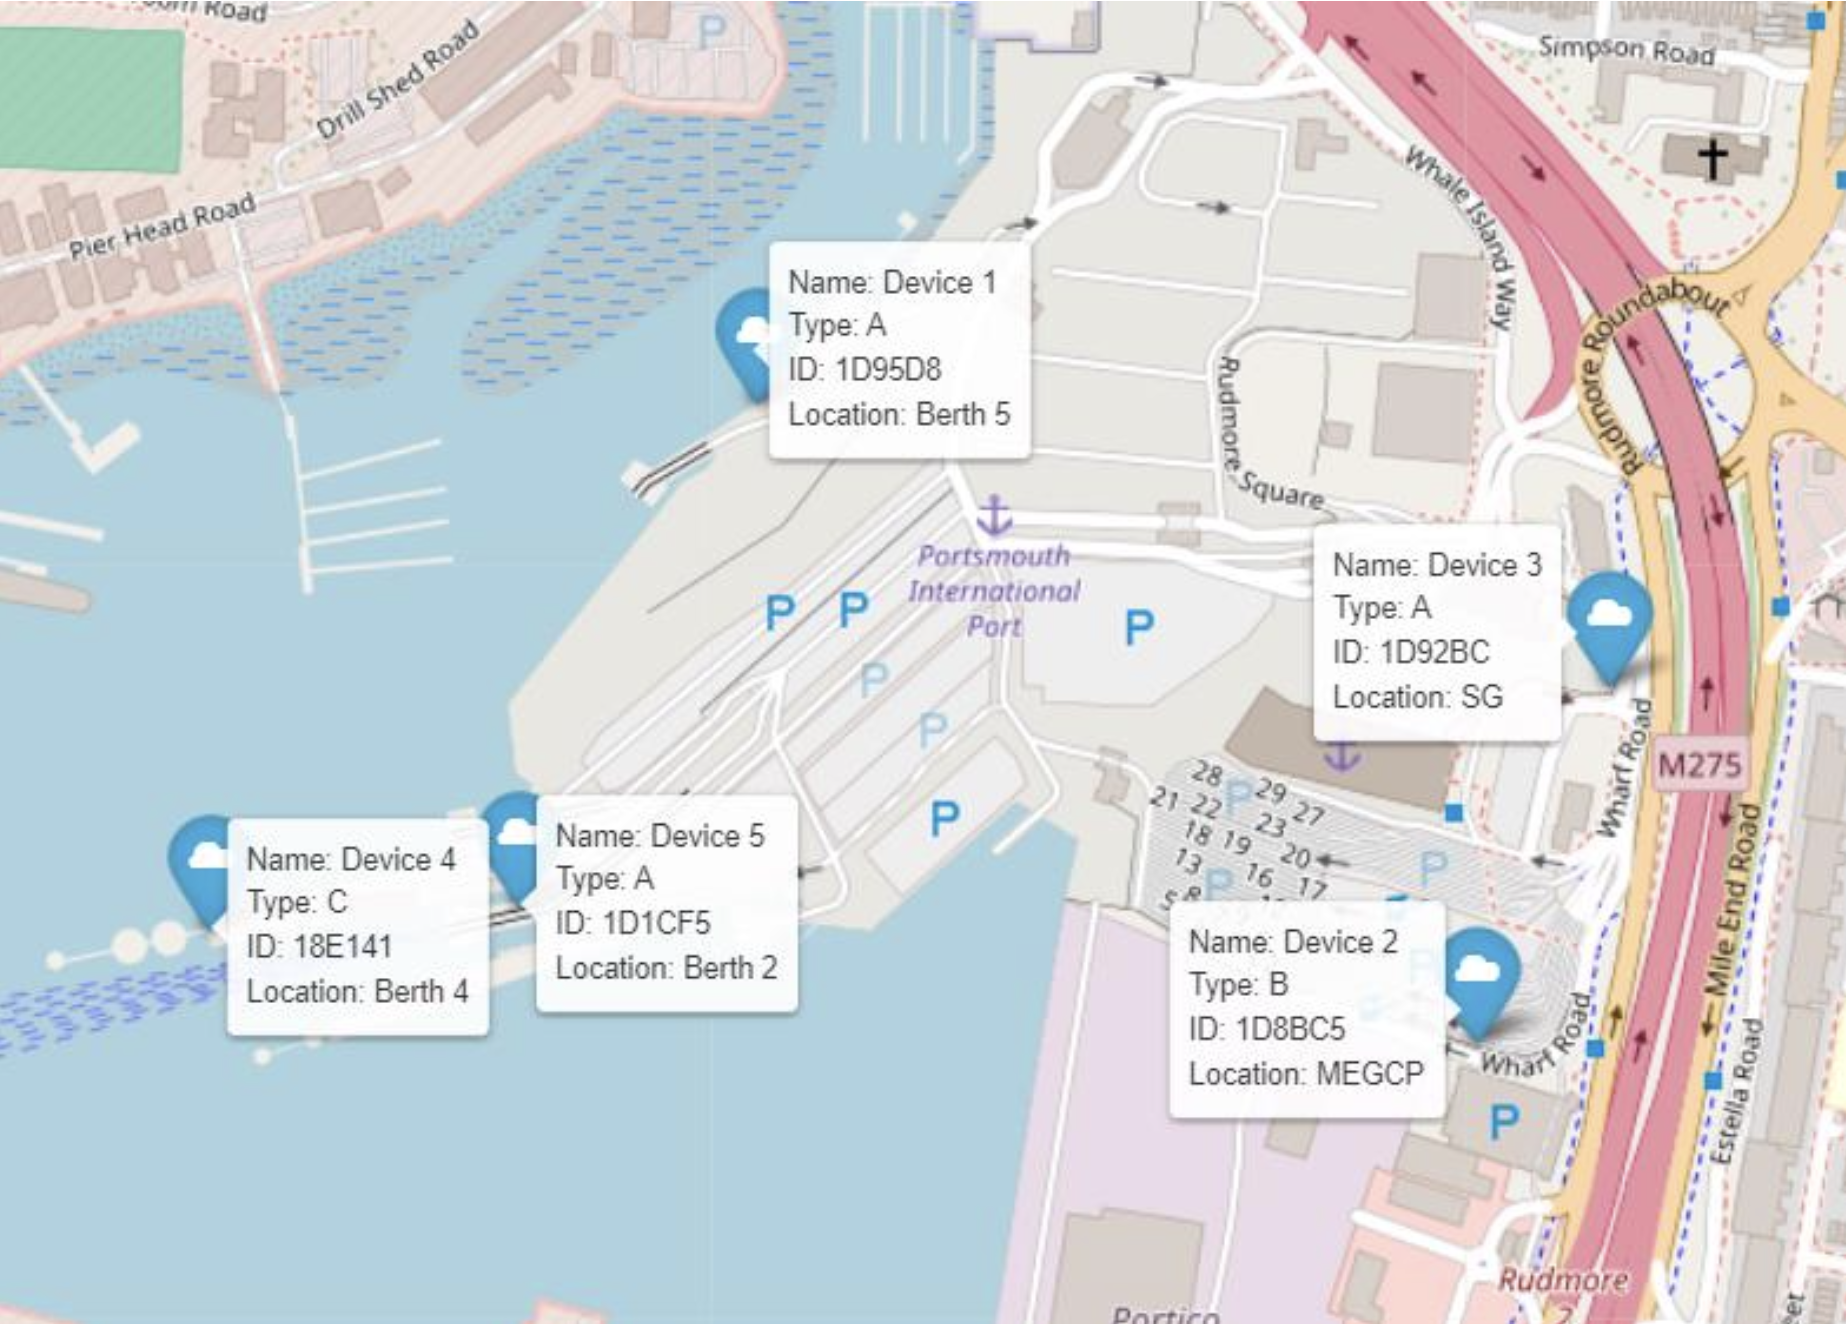 Drill Shed Road
Pier Head Road
P
Simpson Road
Whale Island Way
Rudmore Roundabout
Name: Device 1
Type: A
ID: 1D95D8
Location: Berth 5
Rudmore Square
Portsmouth
International
Port
P
P
P
P
P
P
Name: Device 3
Type: A
ID: 1D92BC
Location: SG
Wharf Road
M275
Mile End Road
28
29
27
21
22
23
18
19
20
13
16
17
5
8
P
P
P
Name: Device 4
Type: C
ID: 18E141
Location: Berth 4
Name: Device 5
Type: A
ID: 1D1CF5
Location: Berth 2
Name: Device 2
Type: B
ID: 1D8BC5
Location: MEGCP
Wharf Road
P
Estella Road
Rudmore
Portico